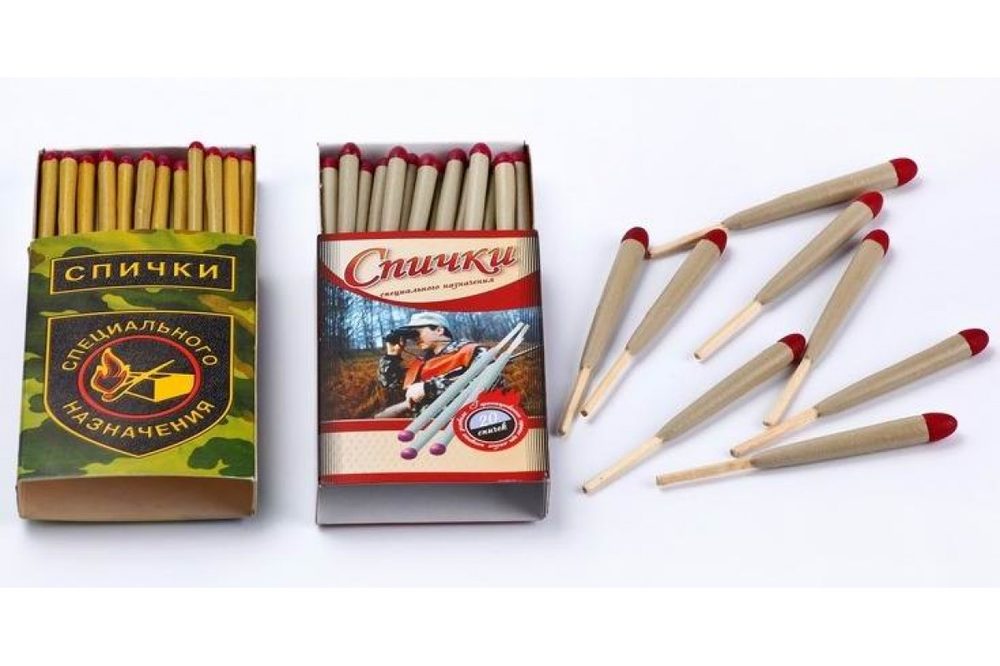 СПИЧКИ
СПЕЦИАЛЬНОГО
НАЗНАЧЕНИЯ
Спички
специального назначения
20
спичек